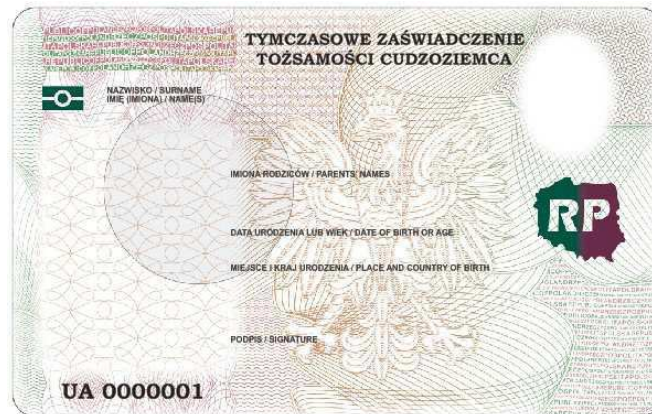 TYMCZASOWE ZAŚWIADCZENIE
TOŻSAMOŚCI CUDZOZIEMCA
NAZWISKO / SURNAME
IMIĘ (IMIONA) / NAME(S)
IMIONA RODZICÓW / PARENTS' NAMES
RP
DATA URODZENIA LUB WIEK / DATE OF BIRTH OR AGE
MIEJSCE I KRAJ URODZENIA / PLACE AND COUNTRY OF BIRTH
PODPIS / SIGNATURE
UA 0000001